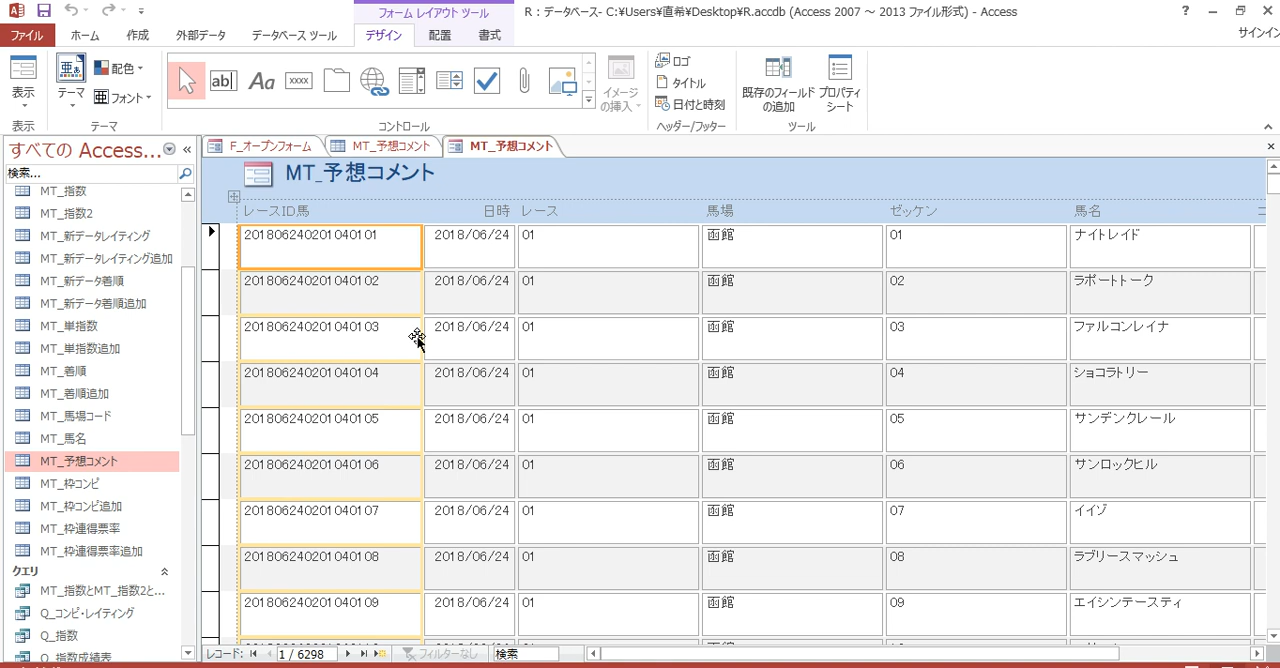 フォーム レイアウト ツール
R : データベース- C:¥Users¥直希¥Desktop¥R.accdb (Access 2007 ～ 2013 ファイル形式) - Access
?
ファイル
ホーム
作成
外部データ
データベース ツール
デザイン
配置
書式
サインイン
表示
亜ぁ
テーマ
配色
亜
フォント
ab|
Aa
xxxx
イメージ
の挿入
ロゴ
タイトル
日付と時刻
既存のフィールド
の追加
プロパティ
シート
表示
テーマ
コントロール
ヘッダー/フッター
ツール
すべての Access...
検索...
MT_指数
MT_指数2
MT_新データレイティング
MT_新データレイティング追加
MT_新データ着順
MT_新データ着順追加
MT_単指数
MT_単指数追加
MT_着順
MT_着順追加
MT_馬場コード
MT_馬名
MT_予想コメント
MT_枠コンビ
MT_枠コンビ追加
MT_枠連得票率
MT_枠連得票率追加
クエリ
MT_指数とMT_指数2と...
Q_コンピ・レイティング
Q_指数
Q_指数成績表
F_オープンフォーム
MT_予想コメント
MT_予想コメント
MT_予想コメント
レースID馬 日時 レース 馬場 ゼッケン 馬名
201806240201040101 2018/06/24 01 函館 01 ナイトレイド
201806240201040102 2018/06/24 01 函館 02 ラポートトーク
201806240201040103 2018/06/24 01 函館 03 ファルコンレイナ
201806240201040104 2018/06/24 01 函館 04 ショコラトリー
201806240201040105 2018/06/24 01 函館 05 サンデンクレール
201806240201040106 2018/06/24 01 函館 06 サンロックヒル
201806240201040107 2018/06/24 01 函館 07 イイゾ
201806240201040108 2018/06/24 01 函館 08 ラブリースマッシュ
201806240201040109 2018/06/24 01 函館 09 エイシンテースティ
レコード: 1 / 6298 フィルターなし 検索